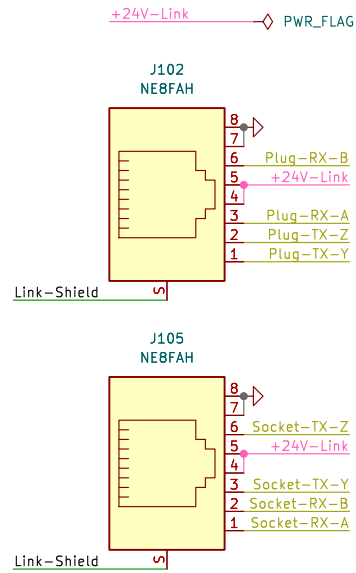 +24V-Link
PWR_FLAG
J102
NE8FAH
8
7
6 Plug-RX-B
5 +24V-Link
4
3 Plug-RX-A
2 Plug-TX-Z
1 Plug-TX-Y
S
Link-Shield
J105
NE8FAH
8
7
6 Socket-TX-Z
5 +24V-Link
4
3 Socket-TX-Y
2 Socket-RX-B
1 Socket-RX-A
S
Link-Shield